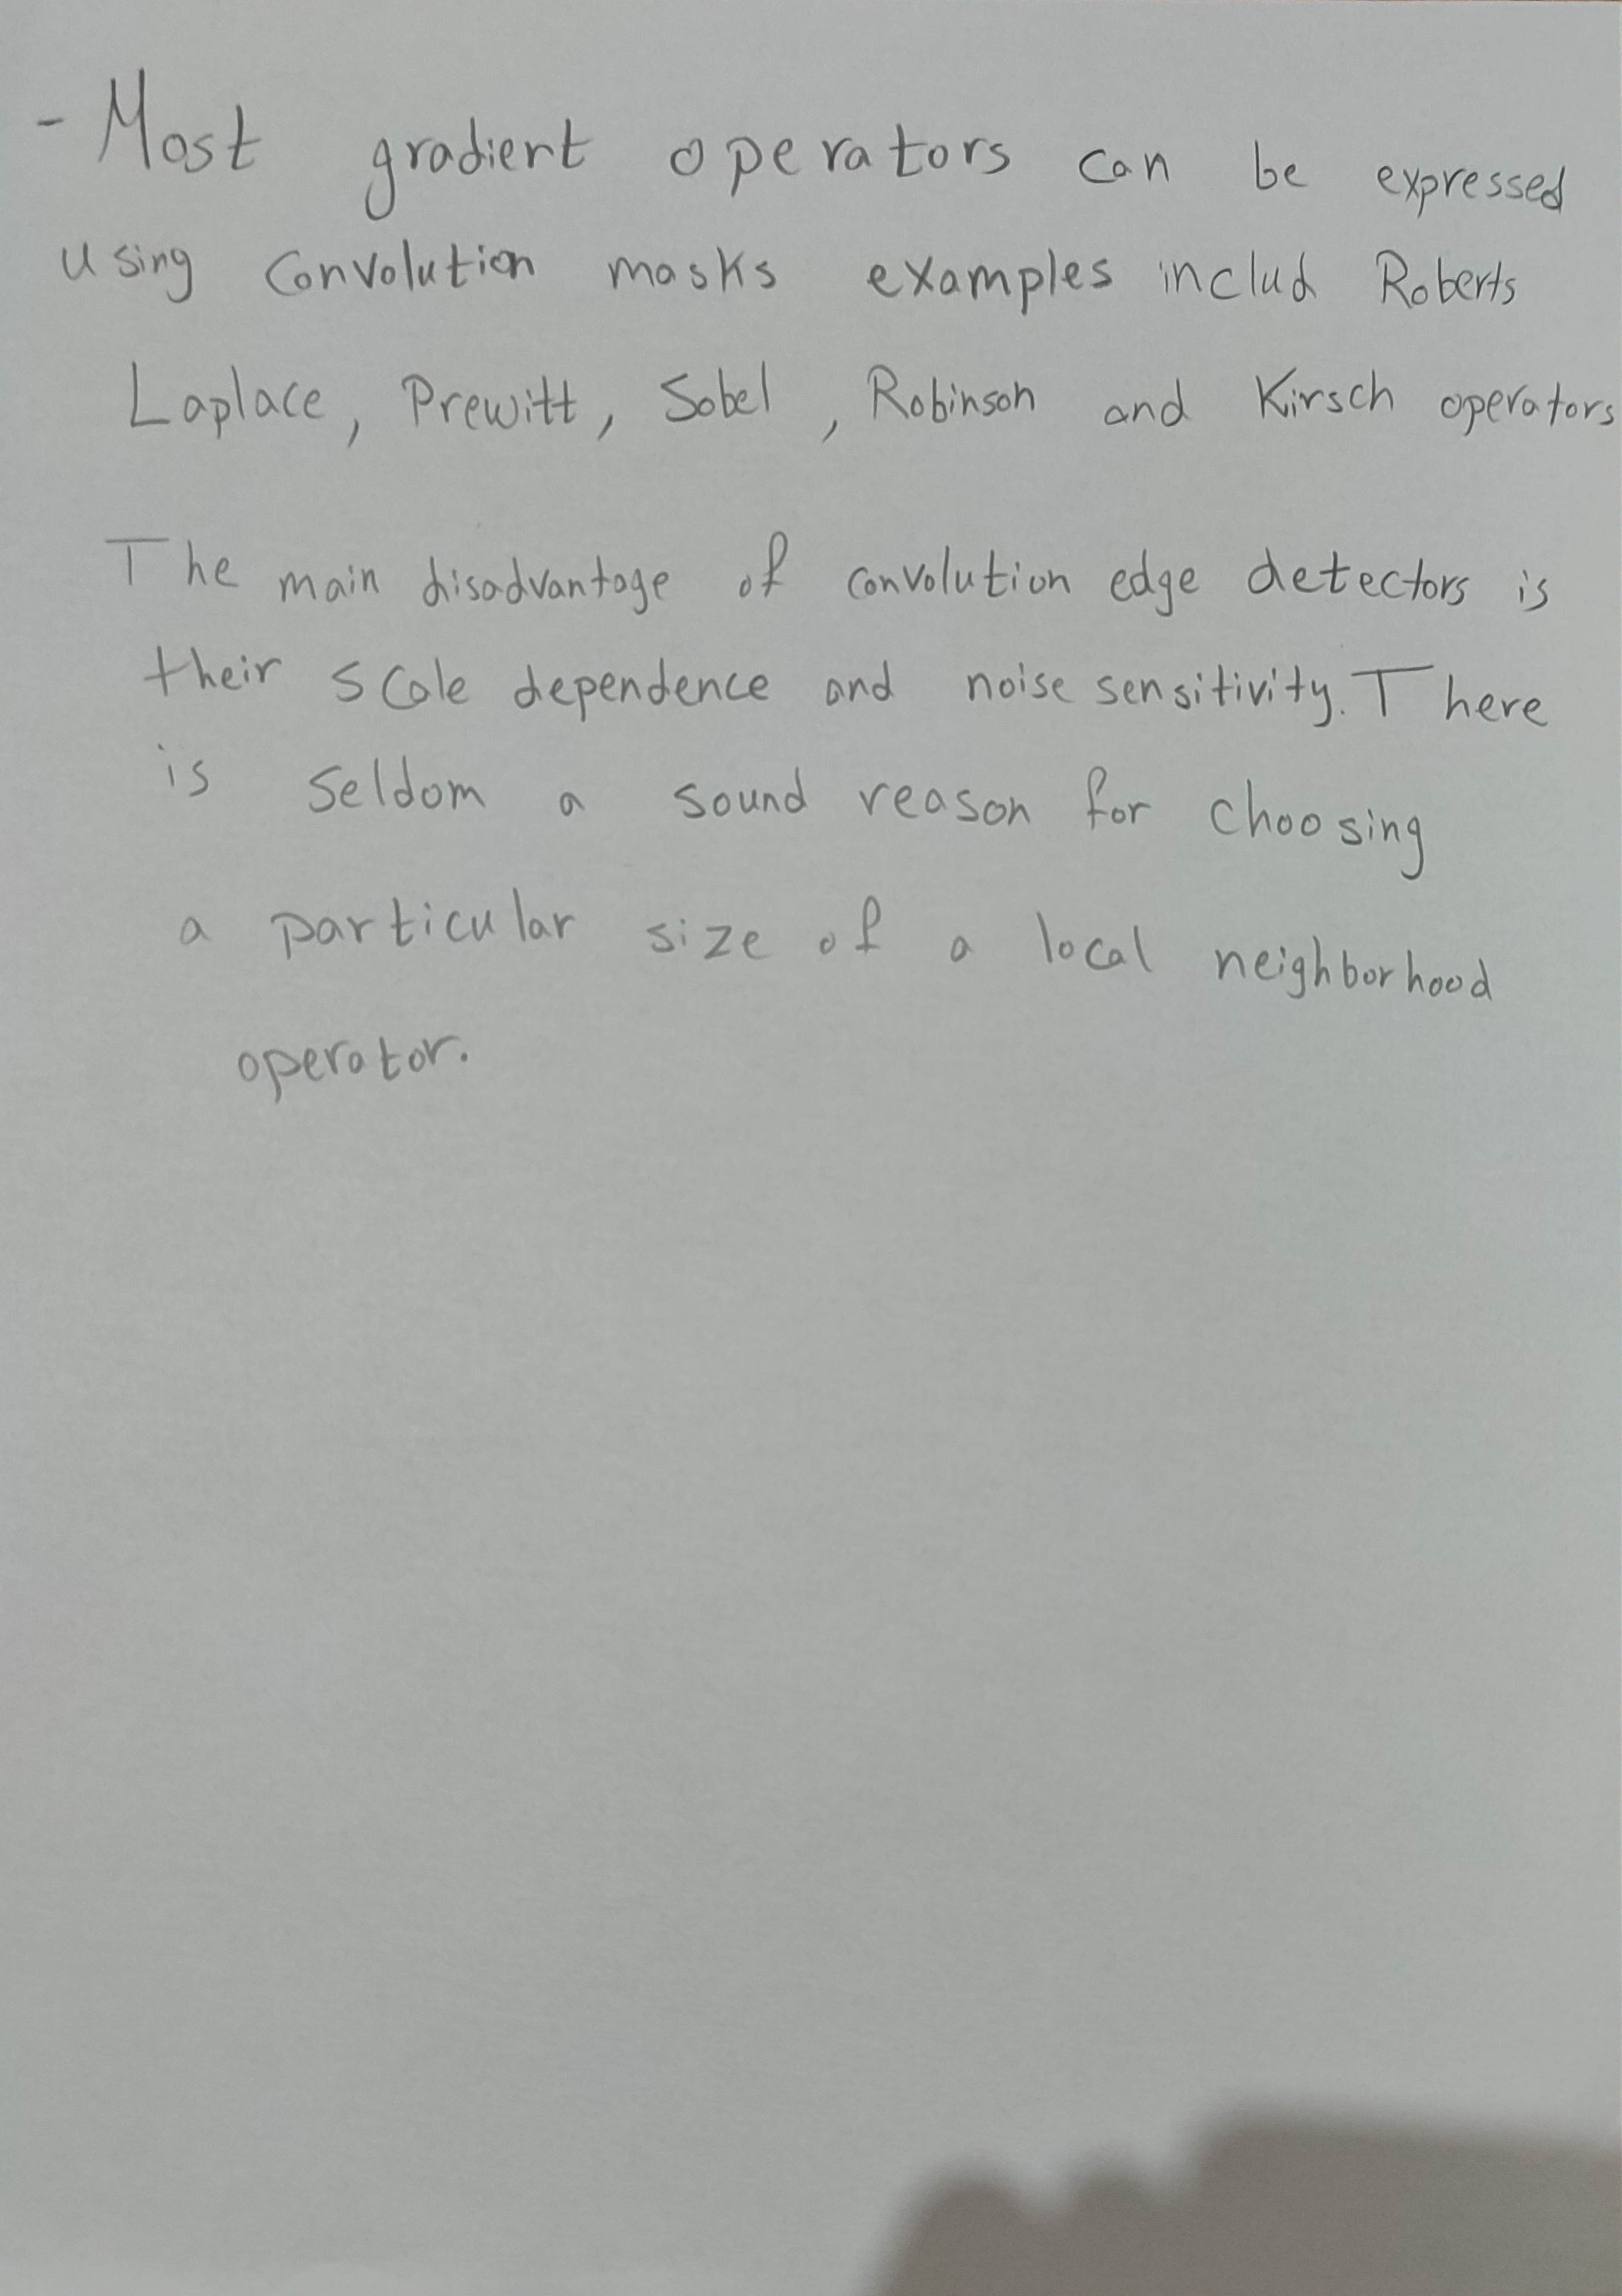 - Most gradient operators can be expressed
using convolution masks examples includ Roberts
Laplace, Prewitt, Sobel , Robinson and Kirsch operators
The main disadvantage of convolution edge detectors is
their scale dependence and noise sensitivity. There
is seldom a sound reason for choosing
a particular size of a local neighborhood
operator.